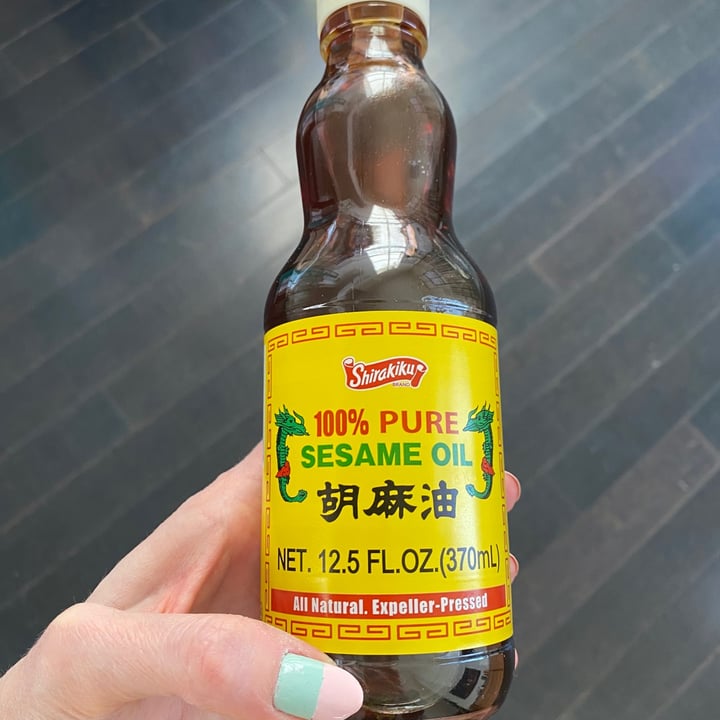 Shirakiku
BRAND
100% PURE
SESAME OIL
胡麻油
NET. 12.5 FL.OZ.(370mL)
All Natural. Expeller-Pressed